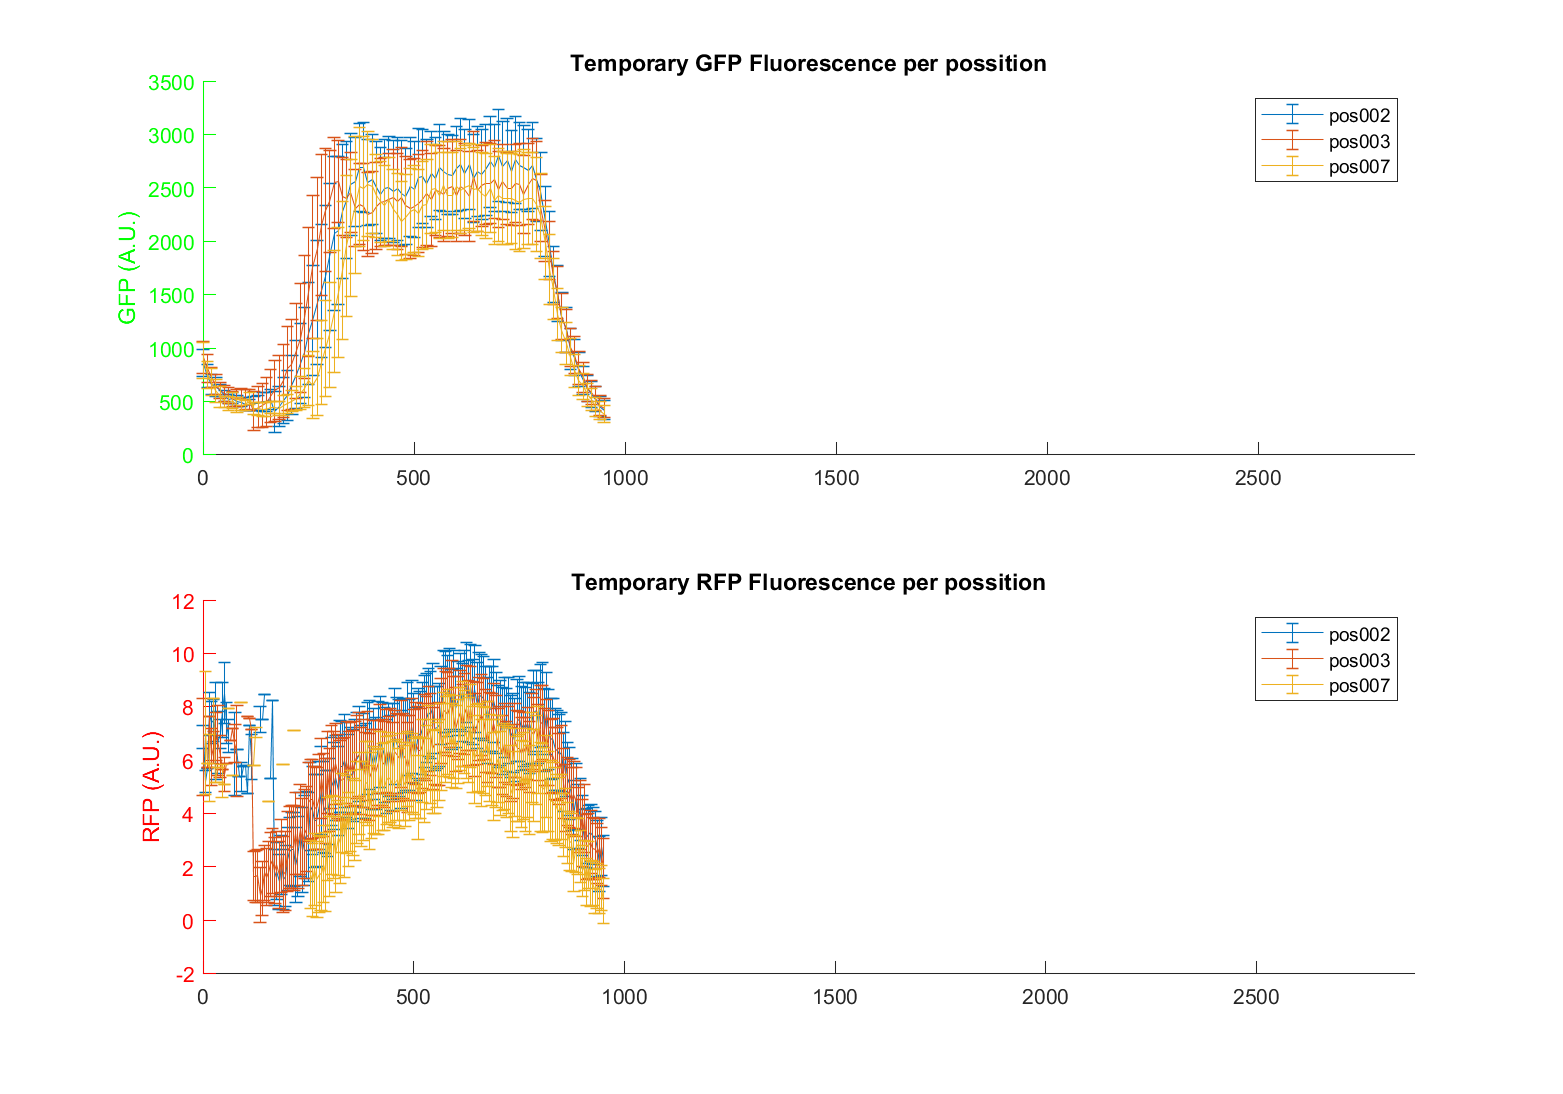 Temporary GFP Fluorescence per possition
GFP (A.U.)
3500
3000
2500
2000
1500
1000
500
0
0 500 1000 1500 2000 2500
pos002
pos003
pos007
Temporary RFP Fluorescence per possition
RFP (A.U.)
12
10
8
6
4
2
0
-2
0 500 1000 1500 2000 2500
pos002
pos003
pos007